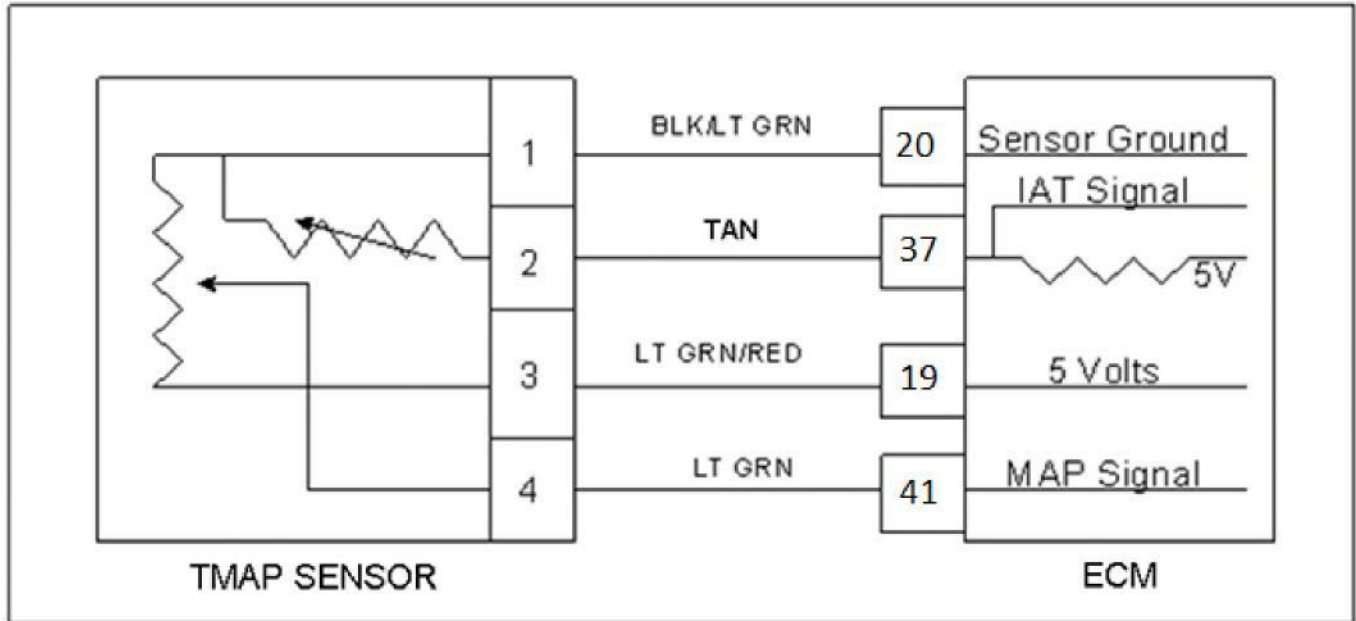 1 BLK/LT GRN 20 Sensor Ground
IAT Signal
2 TAN 37 5V
3 LT GRN/RED 19 5 Volts
4 LT GRN 41 MAP Signal
TMAP SENSOR ECM